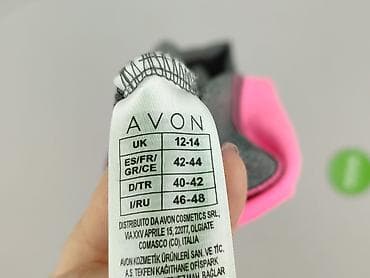 AVON
UK 12-14
ES/FR/ GR/CE 42-44
D/TR 40-42
I/RU 46-48
DISTRIBUITO DA AVON COSMETICS SRL,
VIA XXV APRILE 15, 22077, OLGIATE
COMASCO (CO), ITALIA
AVON KOZMETİK ÜRÜNLERİ SAN. VE TİC.
A.Ş. TEKFEN KAĞITHANE OFİSPARK